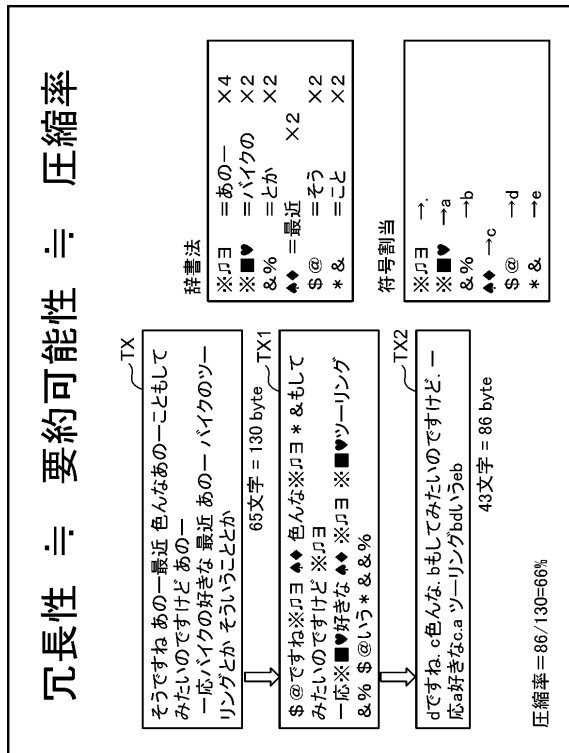 冗長性 ≒ 要約可能性 ≒ 圧縮率
TX
そうですね あのー最近 色んなあのーこともして
みたいのですけど あのー
一応バイクの好きな 最近 あのー バイクのツー
リングとか そういうこととか
65文字 = 130 byte
TX1
$@ですね※♫ヨ ♠♦ 色んな※♫ヨ *&もして
みたいのですけど ※♫ヨ
一応※■♥好きな ♠♦ ※♫ヨ ※■♥ツーリング
&% $@いう*& &%
TX2
dですね. c色んな. bもしてみたいのですけど. 一
応a好きなc.a ツーリングbdいうeb
43文字 = 86 byte
圧縮率=86/130=66%
辞書法
※♫ヨ =あのー ×4
※■♥ =バイクの ×2
&% =とか ×2
♠♦ =最近 ×2
$@ =そう ×2
*& =こと ×2
符号割当
※♫ヨ →.
※■♥ →a
&% →b
♠♦ →c
$@ →d
*& →e